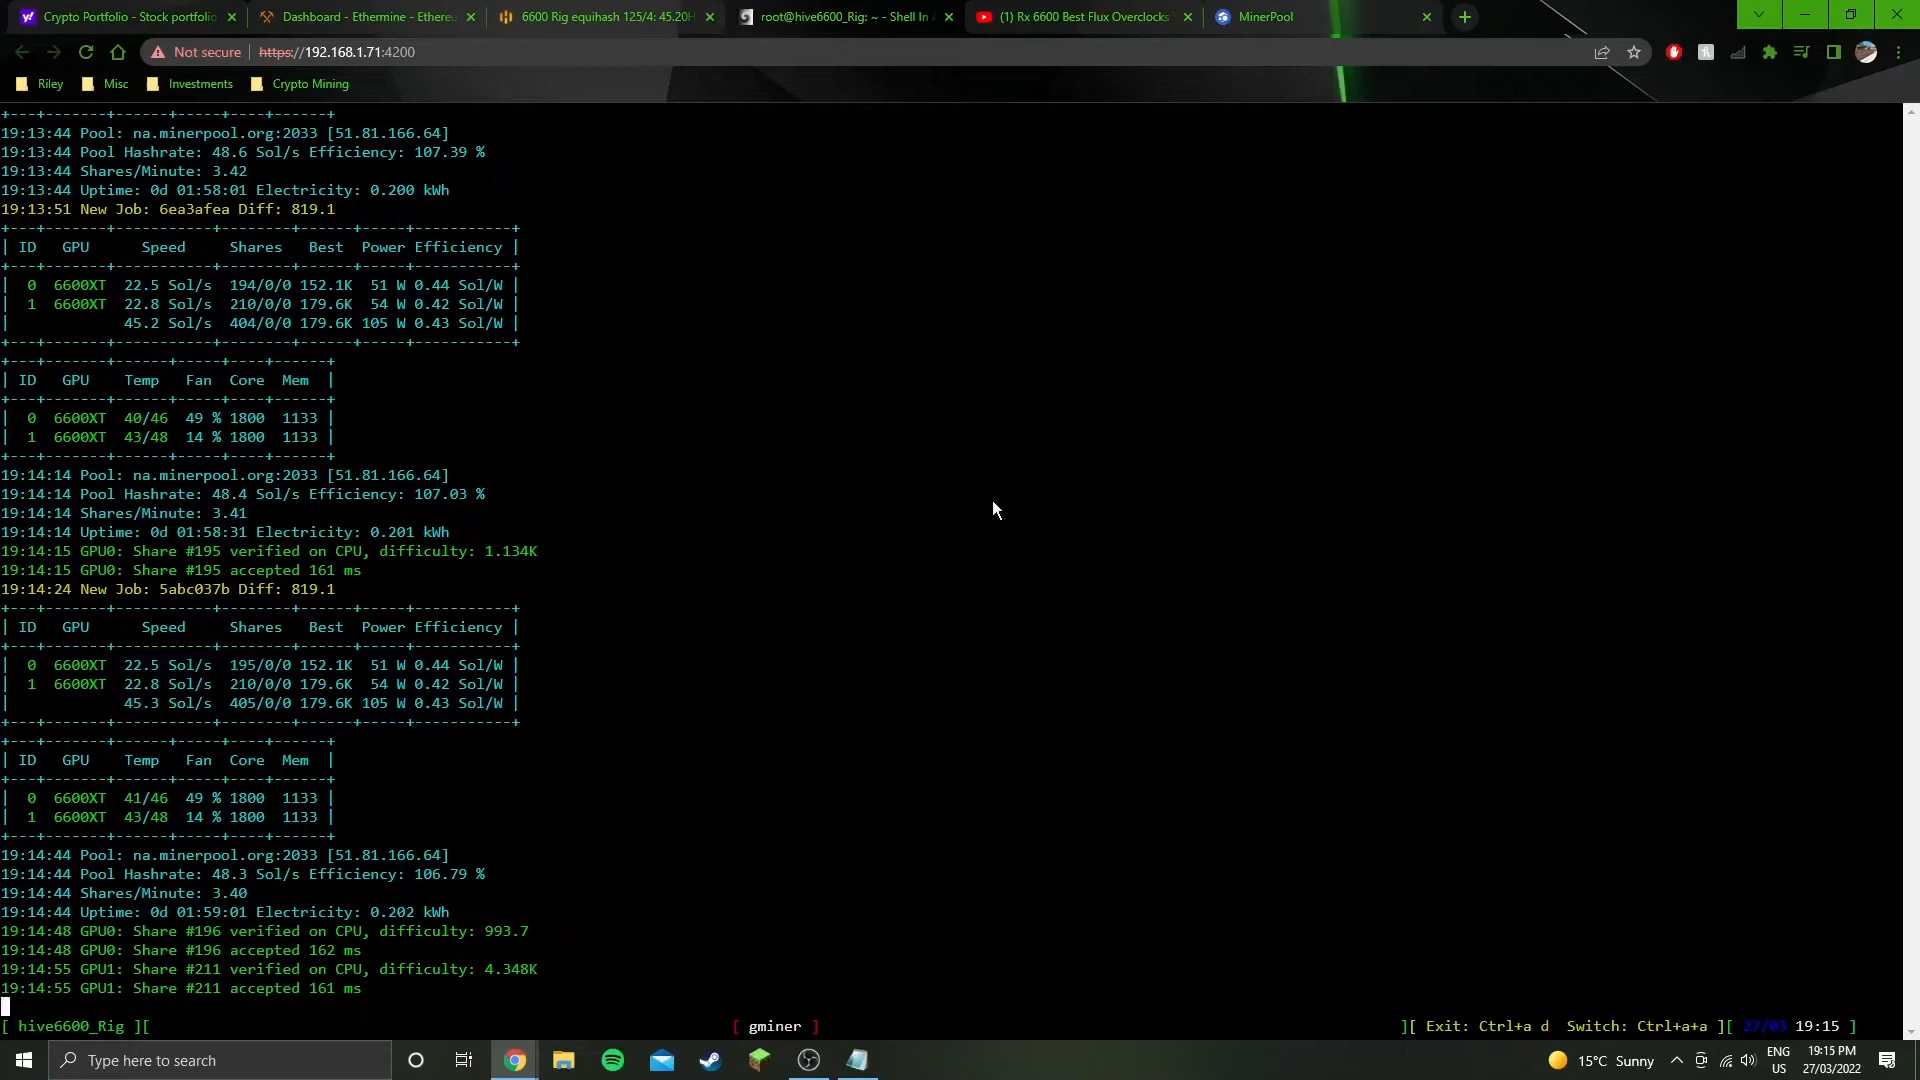 Crypto Portfolio - Stock portfolio
Dashboard - Ethermine - Ethereu
6600 Rig equihash 125/4: 45.20H
root@hive6600_Rig: ~ - Shell In A
(1) Rx 6600 Best Flux Overclocks
MinerPool
Not secure | https://192.168.1.71:4200
Riley Misc Investments Crypto Mining
+---+-------+------+-----+----+------+
19:13:44 Pool: na.minerpool.org:2033 [51.81.166.64]
19:13:44 Pool Hashrate: 48.6 Sol/s Efficiency: 107.39 %
19:13:44 Shares/Minute: 3.42
19:13:44 Uptime: 0d 01:58:01 Electricity: 0.200 kWh
19:13:51 New Job: 6ea3afea Diff: 819.1
+---+-------+-----------+--------+------+-----+-----------+
| ID GPU Speed Shares Best Power Efficiency |
+---+-------+-----------+--------+------+-----+-----------+
| 0 6600XT 22.5 Sol/s 194/0/0 152.1K 51 W 0.44 Sol/W |
| 1 6600XT 22.8 Sol/s 210/0/0 179.6K 54 W 0.42 Sol/W |
| 45.2 Sol/s 404/0/0 179.6K 105 W 0.43 Sol/W |
+---+-------+-----------+--------+------+-----+-----------+
+---+-------+------+-----+----+------+
| ID GPU Temp Fan Core Mem |
+---+-------+------+-----+----+------+
| 0 6600XT 40/46 49 % 1800 1133 |
| 1 6600XT 43/48 14 % 1800 1133 |
+---+-------+------+-----+----+------+
19:14:14 Pool: na.minerpool.org:2033 [51.81.166.64]
19:14:14 Pool Hashrate: 48.4 Sol/s Efficiency: 107.03 %
19:14:14 Shares/Minute: 3.41
19:14:14 Uptime: 0d 01:58:31 Electricity: 0.201 kWh
19:14:15 GPU0: Share #195 verified on CPU, difficulty: 1.134K
19:14:15 GPU0: Share #195 accepted 161 ms
19:14:24 New Job: 5abc037b Diff: 819.1
+---+-------+-----------+--------+------+-----+-----------+
| ID GPU Speed Shares Best Power Efficiency |
+---+-------+-----------+--------+------+-----+-----------+
| 0 6600XT 22.5 Sol/s 195/0/0 152.1K 51 W 0.44 Sol/W |
| 1 6600XT 22.8 Sol/s 210/0/0 179.6K 54 W 0.42 Sol/W |
| 45.3 Sol/s 405/0/0 179.6K 105 W 0.43 Sol/W |
+---+-------+-----------+--------+------+-----+-----------+
+---+-------+------+-----+----+------+
| ID GPU Temp Fan Core Mem |
+---+-------+------+-----+----+------+
| 0 6600XT 41/46 49 % 1800 1133 |
| 1 6600XT 43/48 14 % 1800 1133 |
+---+-------+------+-----+----+------+
19:14:44 Pool: na.minerpool.org:2033 [51.81.166.64]
19:14:44 Pool Hashrate: 48.3 Sol/s Efficiency: 106.79 %
19:14:44 Shares/Minute: 3.40
19:14:44 Uptime: 0d 01:59:01 Electricity: 0.202 kWh
19:14:48 GPU0: Share #196 verified on CPU, difficulty: 993.7
19:14:48 GPU0: Share #196 accepted 162 ms
19:14:55 GPU1: Share #211 verified on CPU, difficulty: 4.348K
19:14:55 GPU1: Share #211 accepted 161 ms
[ hive6600_Rig ][ [ gminer ] ][ Exit: Ctrl+a d Switch: Ctrl+a+a ][ 27/03 19:15 ]
Type here to search
15°C Sunny
ENG
US
19:15 PM
27/03/2022